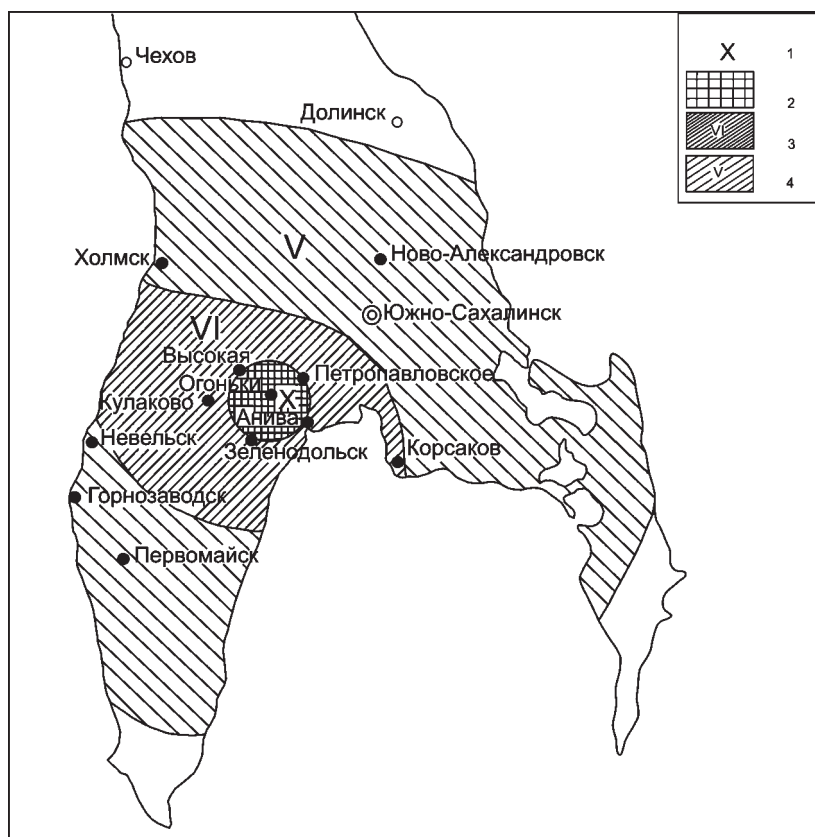 Чехов
X 1
2
Долинск
VI 3
V 4
V
Ново-Александровск
Холмск
Южно-Сахалинск
VI
Высокая
Петропавловское
Огоньки
X
Кулаково
Анива
Невельск
Зеленодольск
Корсаков
Горнозаводск
Первомайск